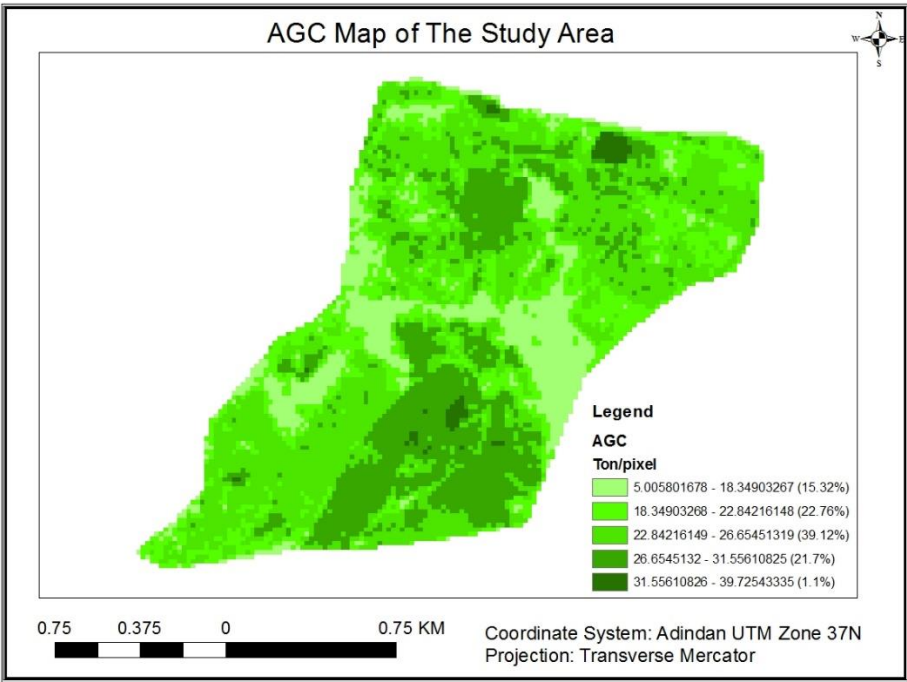 AGC Map of The Study Area
N
W E
S
Legend
AGC
Ton/pixel
5.005801678 - 18.34903267 (15.32%)
18.34903268 - 22.84216148 (22.76%)
22.84216149 - 26.65451319 (39.12%)
26.6545132 - 31.55610825 (21.7%)
31.55610826 - 39.72543335 (1.1%)
0.75 0.375 0 0.75 KM
Coordinate System: Adindan UTM Zone 37N
Projection: Transverse Mercator